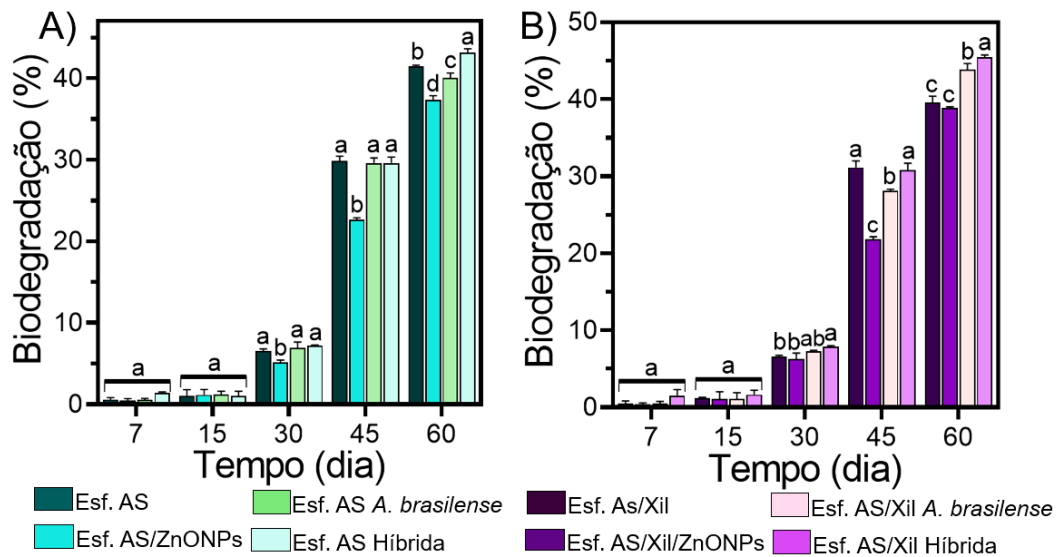 A)
Biodegradação (%)
40
30
20
10
0
a
a
a
b
a
a
a
b
a
a
b
d
c
a
7
15
30
45
60
Tempo (dia)
Esf. AS
Esf. AS A. brasilense
Esf. AS/ZnONPs
Esf. AS Híbrida
B)
Biodegradação (%)
50
40
30
20
10
0
a
a
b
b
ab
a
a
c
b
a
c
c
b
a
7
15
30
45
60
Tempo (dia)
Esf. As/Xil
Esf. AS/Xil A. brasilense
Esf. AS/Xil/ZnONPs
Esf. AS/Xil Híbrida